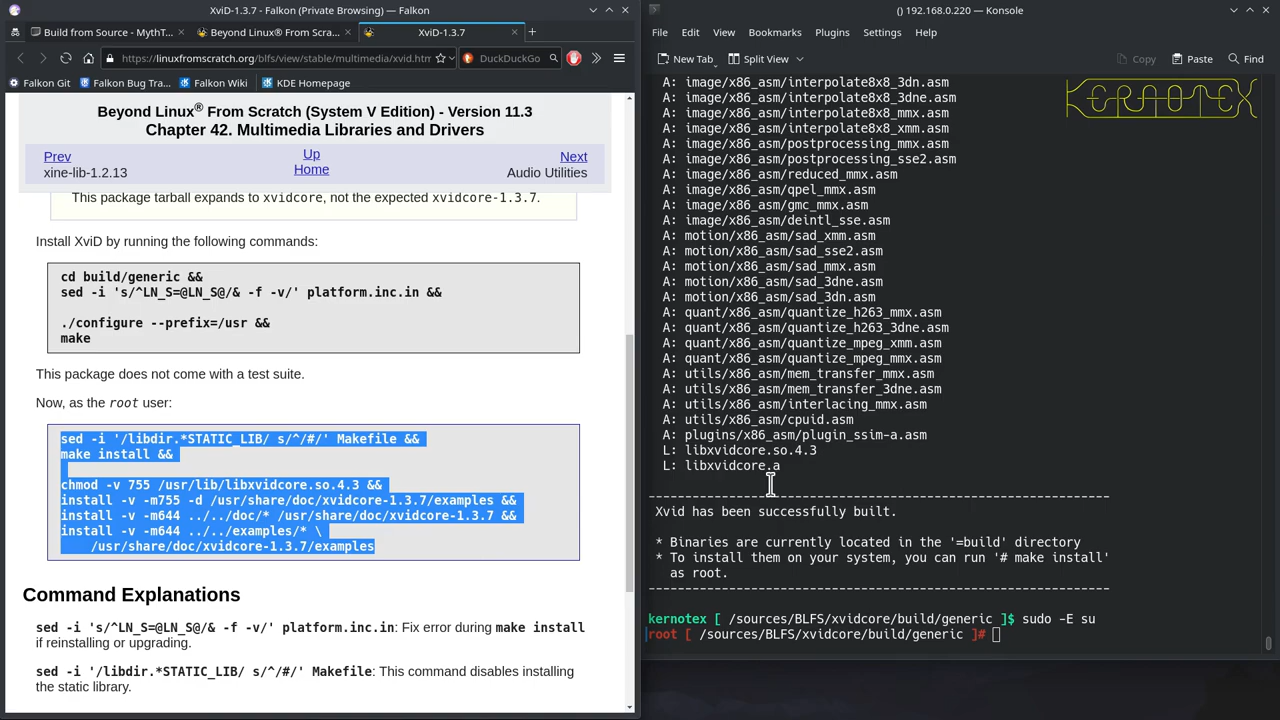 XviD-1.3.7 - Falkon (Private Browsing) — Falkon
Build from Source - MythT...
Beyond Linux® From Scra...
XviD-1.3.7
https://linuxfromscratch.org/blfs/view/stable/multimedia/xvid.htm
DuckDuckGo
Falkon Git
Falkon Bug Tra...
Falkon Wiki
KDE Homepage
Beyond Linux® From Scratch (System V Edition) - Version 11.3
Chapter 42. Multimedia Libraries and Drivers
Prev
Up
Next
xine-lib-1.2.13
Home
Audio Utilities
This package tarball expands to xvidcore, not the expected xvidcore-1.3.7.
Install XviD by running the following commands:
cd build/generic &&
sed -i 's/^LN_S=@LN_S@/& -f -v/' platform.inc.in &&
./configure --prefix=/usr &&
make
This package does not come with a test suite.
Now, as the root user:
sed -i '/libdir.*STATIC_LIB/ s/^/#/' Makefile &&
make install &&
chmod -v 755 /usr/lib/libxvidcore.so.4.3 &&
install -v -m755 -d /usr/share/doc/xvidcore-1.3.7/examples &&
install -v -m644 ../../doc/* /usr/share/doc/xvidcore-1.3.7 &&
install -v -m644 ../../examples/* \
/usr/share/doc/xvidcore-1.3.7/examples
Command Explanations
sed -i 's/^LN_S=@LN_S@/& -f -v/' platform.inc.in: Fix error during make install
if reinstalling or upgrading.
sed -i '/libdir.*STATIC_LIB/ s/^/#/' Makefile: This command disables installing
the static library.
() 192.168.0.220 — Konsole
File Edit View Bookmarks Plugins Settings Help
New Tab
Split View
Copy
Paste
Find
KERNOTEX
A: image/x86_asm/interpolate8x8_3dn.asm
A: image/x86_asm/interpolate8x8_3dne.asm
A: image/x86_asm/interpolate8x8_mmx.asm
A: image/x86_asm/interpolate8x8_xmm.asm
A: image/x86_asm/postprocessing_mmx.asm
A: image/x86_asm/postprocessing_sse2.asm
A: image/x86_asm/reduced_mmx.asm
A: image/x86_asm/qpel_mmx.asm
A: image/x86_asm/gmc_mmx.asm
A: image/x86_asm/deintl_sse.asm
A: motion/x86_asm/sad_xmm.asm
A: motion/x86_asm/sad_sse2.asm
A: motion/x86_asm/sad_mmx.asm
A: motion/x86_asm/sad_3dne.asm
A: motion/x86_asm/sad_3dn.asm
A: quant/x86_asm/quantize_h263_mmx.asm
A: quant/x86_asm/quantize_h263_3dne.asm
A: quant/x86_asm/quantize_mpeg_xmm.asm
A: quant/x86_asm/quantize_mpeg_mmx.asm
A: utils/x86_asm/mem_transfer_mmx.asm
A: utils/x86_asm/mem_transfer_3dne.asm
A: utils/x86_asm/interlacing_mmx.asm
A: utils/x86_asm/cpuid.asm
A: plugins/x86_asm/plugin_ssim-a.asm
L: libxvidcore.so.4.3
L: libxvidcore.a
---------------------------------------------------------------
Xvid has been successfully built.
* Binaries are currently located in the '=build' directory
* To install them on your system, you can run '# make install'
as root.
---------------------------------------------------------------
kernotex [ /sources/BLFS/xvidcore/build/generic ]$ sudo -E su
root [ /sources/BLFS/xvidcore/build/generic ]#